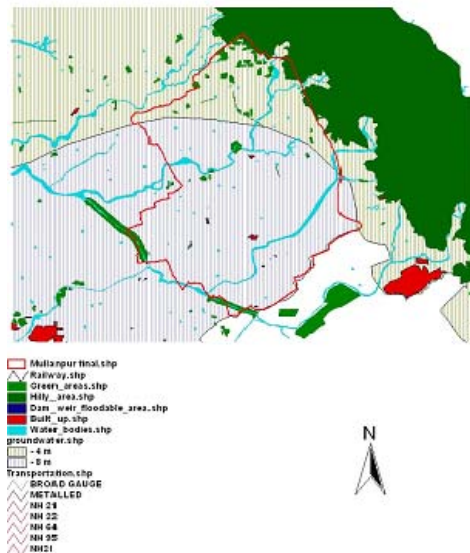 Mullanpur final.shp
Railway.shp
Green_areas.shp
Hilly_area.shp
Dam_weir_floodable_area.shp
Built_up.shp
Water_bodies.shp
groundwater.shp
- 4 m
- 8 m
Transportation.shp
BROAD GAUGE
METALLED
NH 21
NH 22
NH 64
NH 95
NH21
N